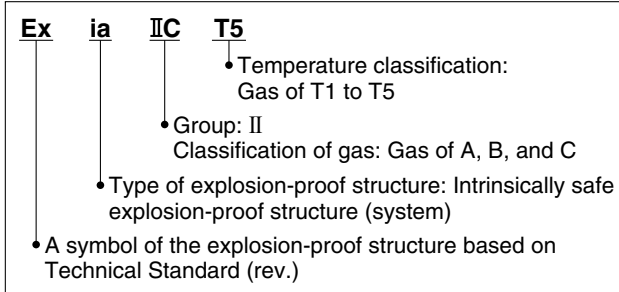 Ex ia ⅡC T5
Temperature classification:
Gas of T1 to T5
Group: Ⅱ
Classification of gas: Gas of A, B, and C
Type of explosion-proof structure: Intrinsically safe
explosion-proof structure (system)
A symbol of the explosion-proof structure based on
Technical Standard (rev.)